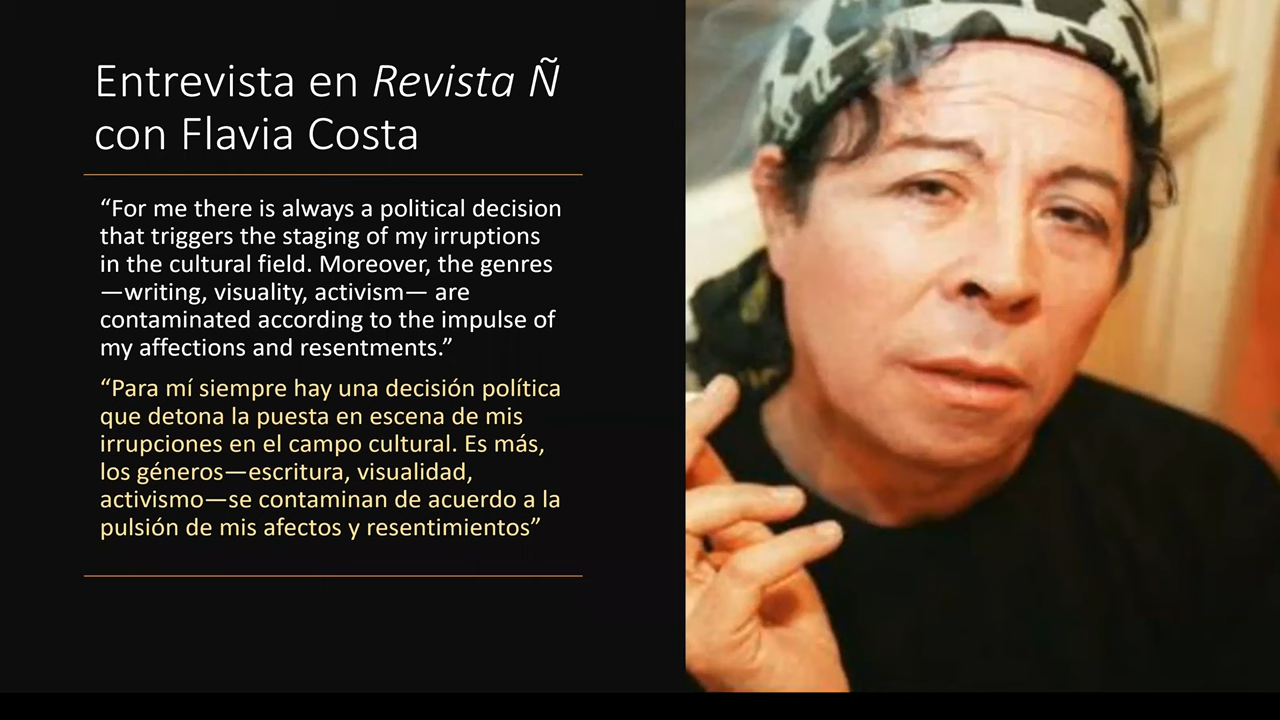 Entrevista en Revista Ñ
con Flavia Costa
“For me there is always a political decision
that triggers the staging of my irruptions
in the cultural field. Moreover, the genres
—writing, visuality, activism— are
contaminated according to the impulse of
my affections and resentments.”
“Para mí siempre hay una decisión política
que detona la puesta en escena de mis
irrupciones en el campo cultural. Es más,
los géneros—escritura, visualidad,
activismo—se contaminan de acuerdo a la
pulsión de mis afectos y resentimientos”